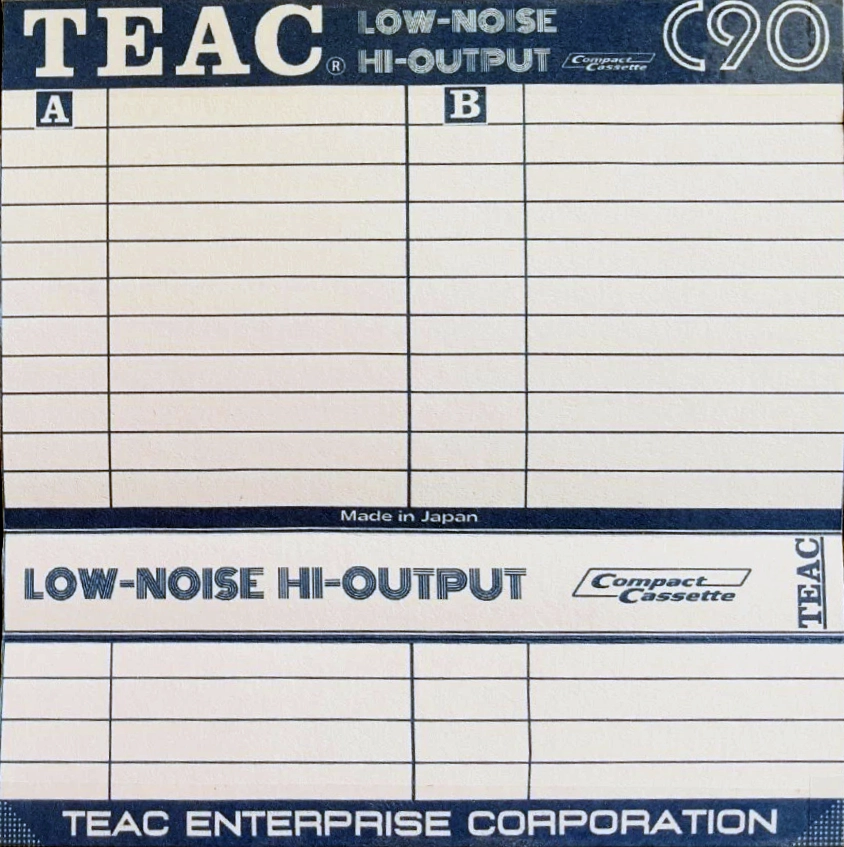 TEAC® LOW-NOISE
HI-OUTPUT Compact Cassette C90
A B
Made in Japan
LOW-NOISE HI-OUTPUT Compact Cassette TEAC
TEAC ENTERPRISE CORPORATION